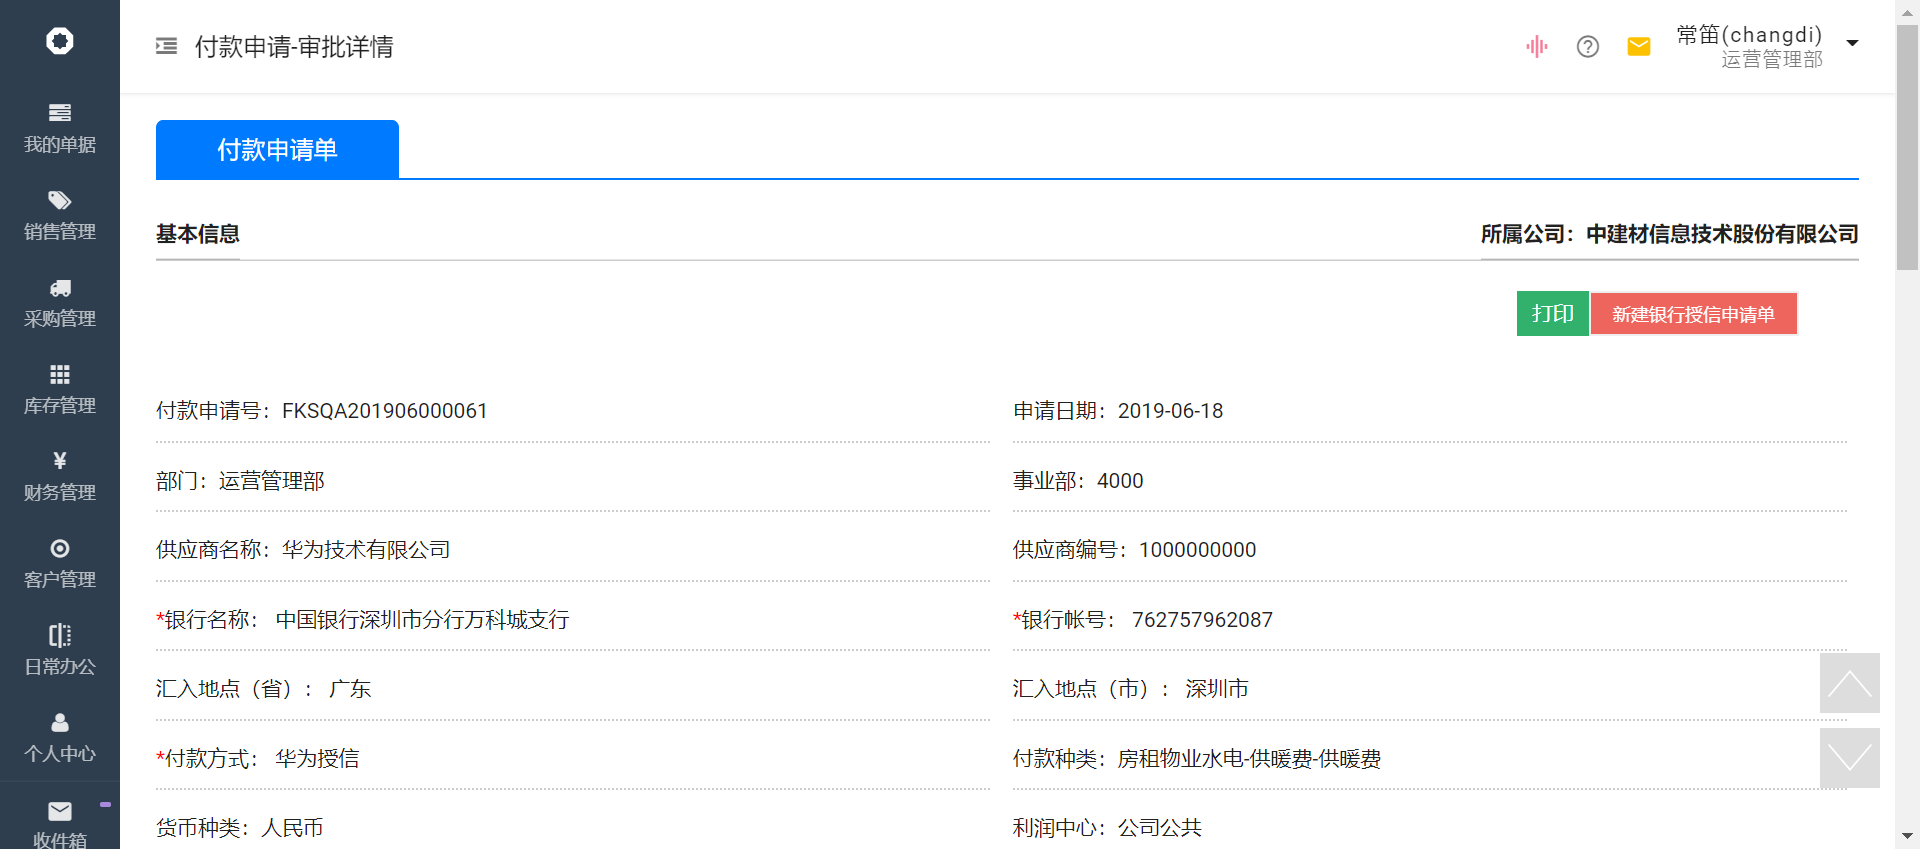 付款申请-审批详情
常笛(changdi)
运营管理部
我的单据
销售管理
采购管理
库存管理
财务管理
客户管理
日常办公
个人中心
收件箱
付款申请单
基本信息
所属公司：中建材信息技术股份有限公司
打印
新建银行授信申请单
付款申请号：FKSQA201906000061
申请日期：2019-06-18
部门：运营管理部
事业部：4000
供应商名称：华为技术有限公司
供应商编号：1000000000
*银行名称： 中国银行深圳市分行万科城支行
*银行帐号： 762757962087
汇入地点（省）： 广东
汇入地点（市）： 深圳市
*付款方式： 华为授信
付款种类：房租物业水电-供暖费-供暖费
货币种类：人民币
利润中心：公司公共